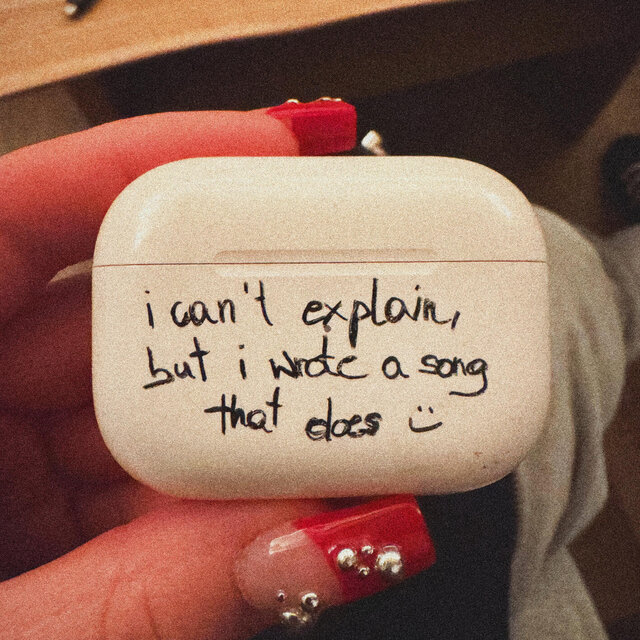 i can't explain,
but i wrote a song
that does :)